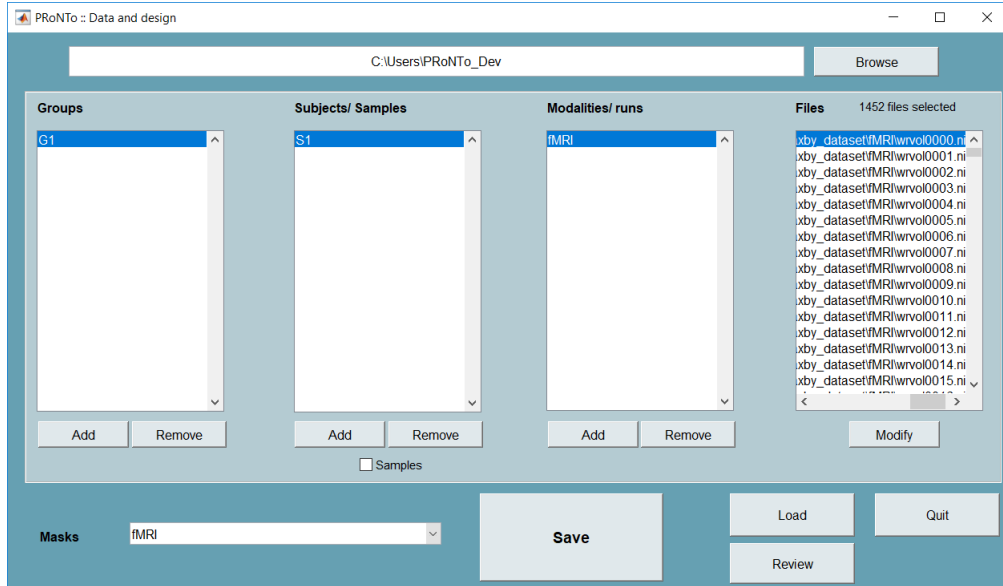 PRoNTo :: Data and design
C:\Users\PRoNTo_Dev
Browse
Groups
Subjects/ Samples
Modalities/ runs
Files
1452 files selected
G1
S1
fMRI
xby_dataset\fMRI\wrvol0000.ni
xby_dataset\fMRI\wrvol0001.ni
xby_dataset\fMRI\wrvol0002.ni
xby_dataset\fMRI\wrvol0003.ni
xby_dataset\fMRI\wrvol0004.ni
xby_dataset\fMRI\wrvol0005.ni
xby_dataset\fMRI\wrvol0006.ni
xby_dataset\fMRI\wrvol0007.ni
xby_dataset\fMRI\wrvol0008.ni
xby_dataset\fMRI\wrvol0009.ni
xby_dataset\fMRI\wrvol0010.ni
xby_dataset\fMRI\wrvol0011.ni
xby_dataset\fMRI\wrvol0012.ni
xby_dataset\fMRI\wrvol0013.ni
xby_dataset\fMRI\wrvol0014.ni
xby_dataset\fMRI\wrvol0015.ni
Add
Remove
Add
Remove
Add
Remove
Modify
Samples
Masks
fMRI
Save
Load
Quit
Review